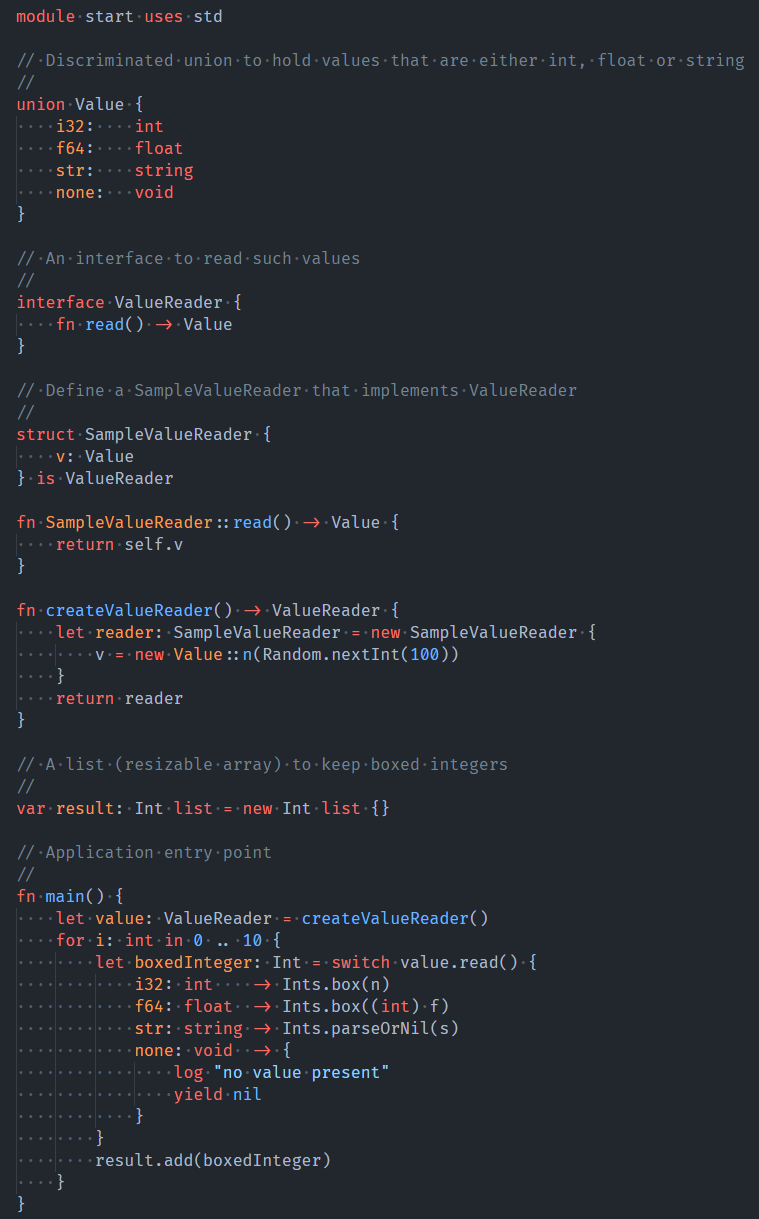 module start uses std
// Discriminated union to hold values that are either int, float or string
//
union Value {
    i32:    int
    f64:    float
    str:    string
    none:   void
}
// An interface to read such values
//
interface ValueReader {
    fn read() -> Value
}
// Define a SampleValueReader that implements ValueReader
//
struct SampleValueReader {
    v: Value
} is ValueReader
fn SampleValueReader::read() -> Value {
    return self.v
}
fn createValueReader() -> ValueReader {
    let reader: SampleValueReader = new SampleValueReader {
        v = new Value::n(Random.nextInt(100))
    }
    return reader
}
// A list (resizable array) to keep boxed integers
//
var result: Int list = new Int list {}
// Application entry point
//
fn main() {
    let value: ValueReader = createValueReader()
    for i: int in 0 .. 10 {
        let boxedInteger: Int = switch value.read() {
            i32: int    -> Ints.box(n)
            f64: float  -> Ints.box((int) f)
            str: string -> Ints.parseOrNil(s)
            none: void  -> {
                log "no value present"
                yield nil
            }
        }
        result.add(boxedInteger)
    }
}